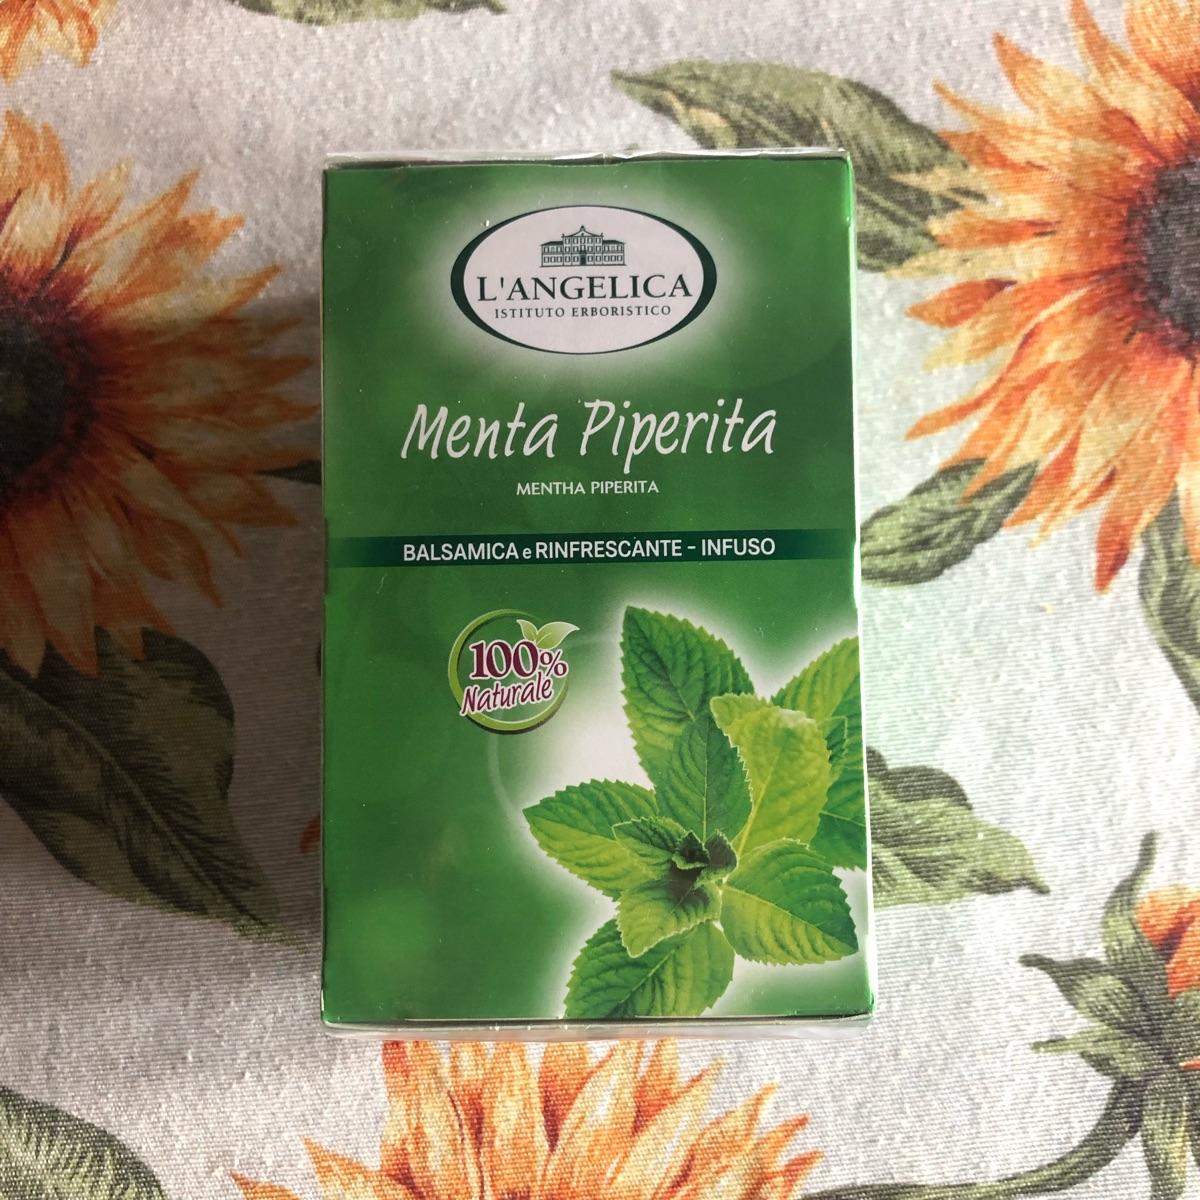 L'ANGELICA
ISTITUTO ERBORISTICO
Menta Piperita
MENTHA PIPERITA
BALSAMICA e RINFRESCANTE - INFUSO
100%
Naturale